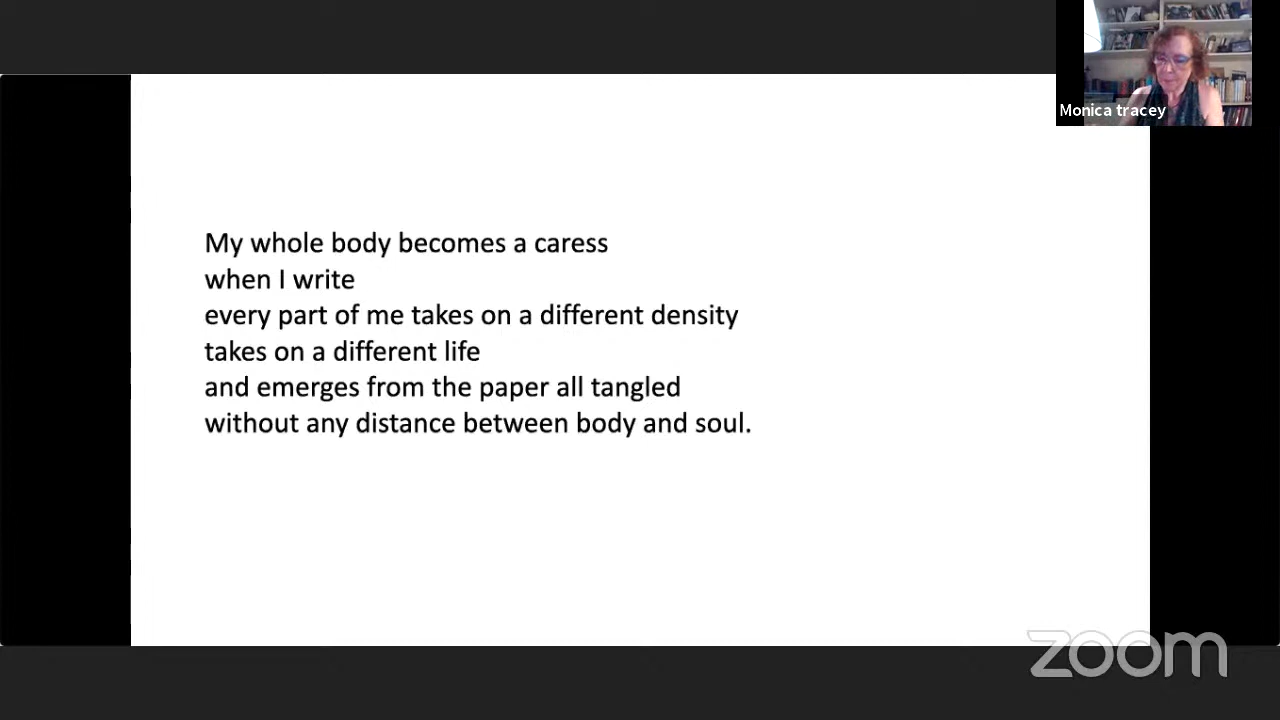 Monica tracey
My whole body becomes a caress
when I write
every part of me takes on a different density
takes on a different life
and emerges from the paper all tangled
without any distance between body and soul.
zoom